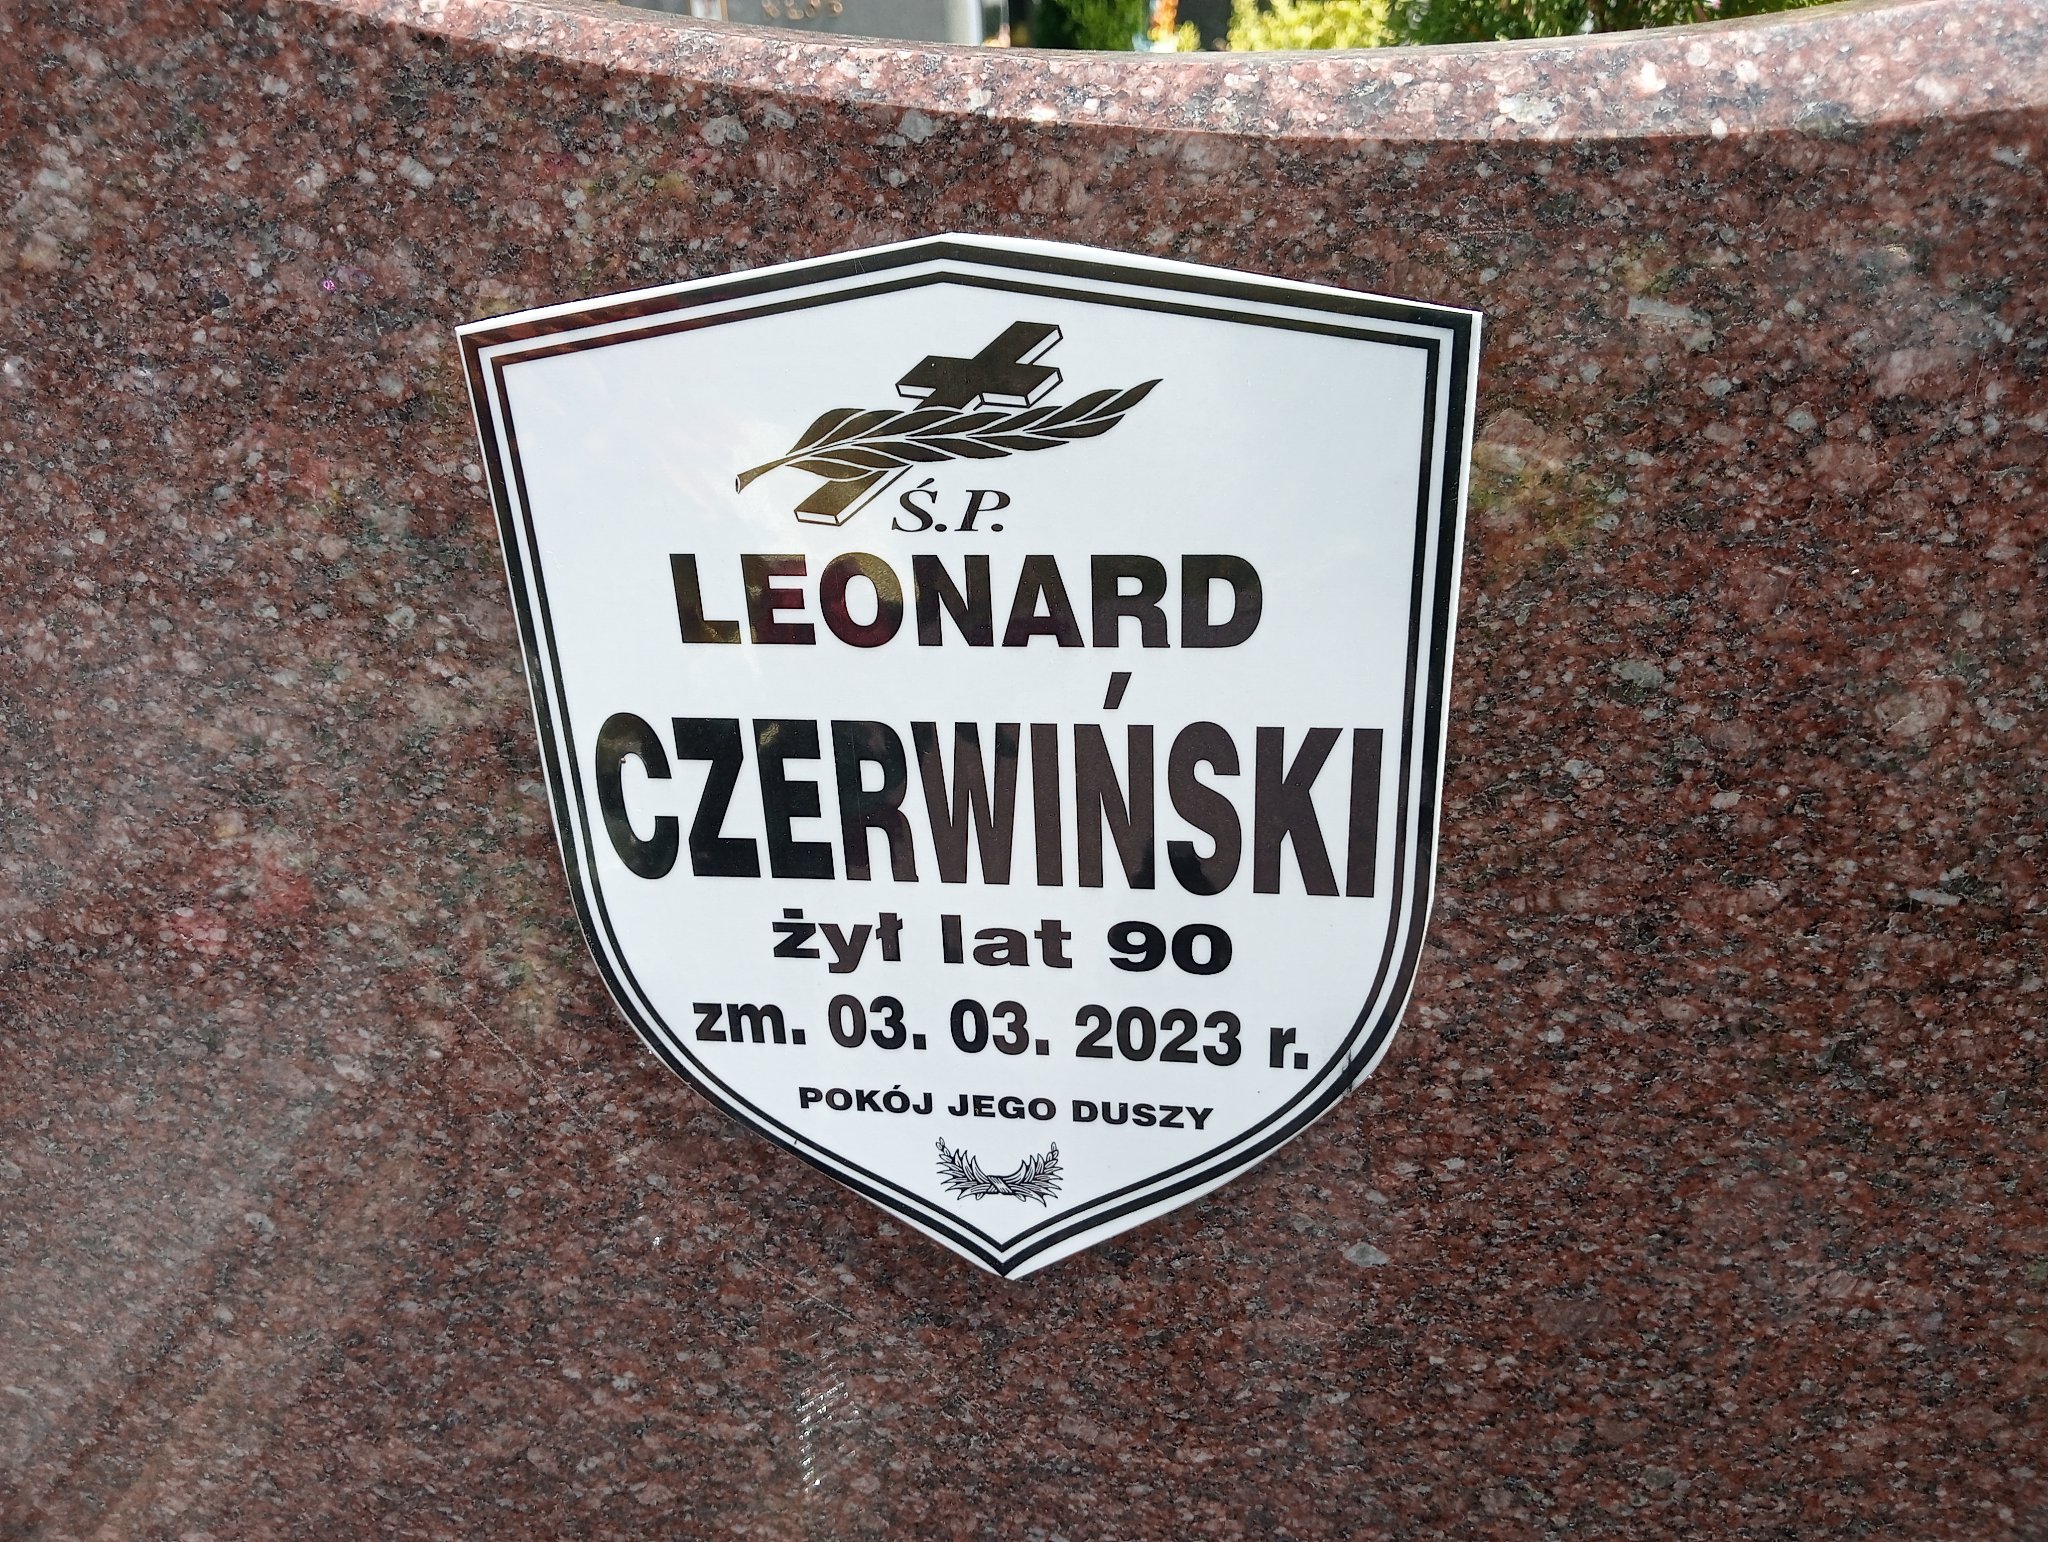 Ś.P.
LEONARD
CZERWIŃSKI
żył lat 90
zm. 03. 03. 2023 r.
POKÓJ JEGO DUSZY